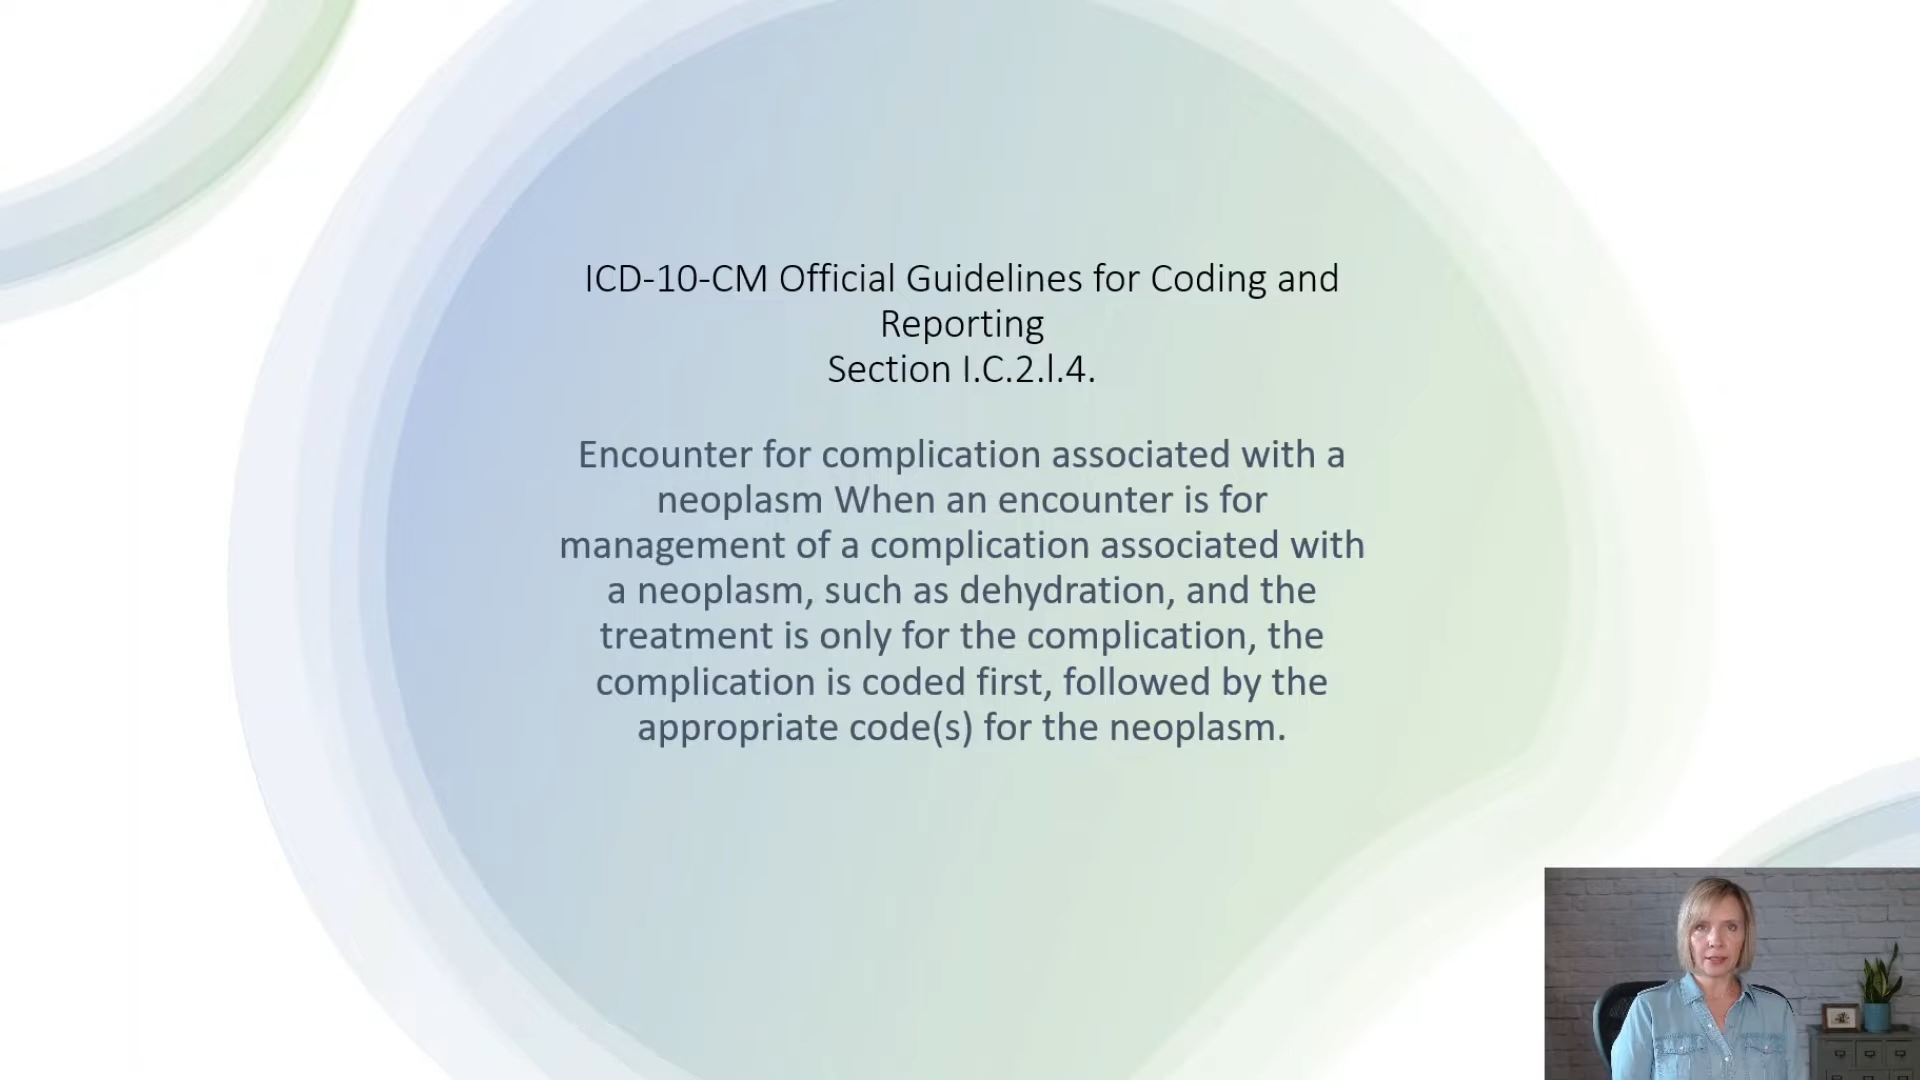 ICD-10-CM Official Guidelines for Coding and
Reporting
Section I.C.2.l.4.
Encounter for complication associated with a
neoplasm When an encounter is for
management of a complication associated with
a neoplasm, such as dehydration, and the
treatment is only for the complication, the
complication is coded first, followed by the
appropriate code(s) for the neoplasm.